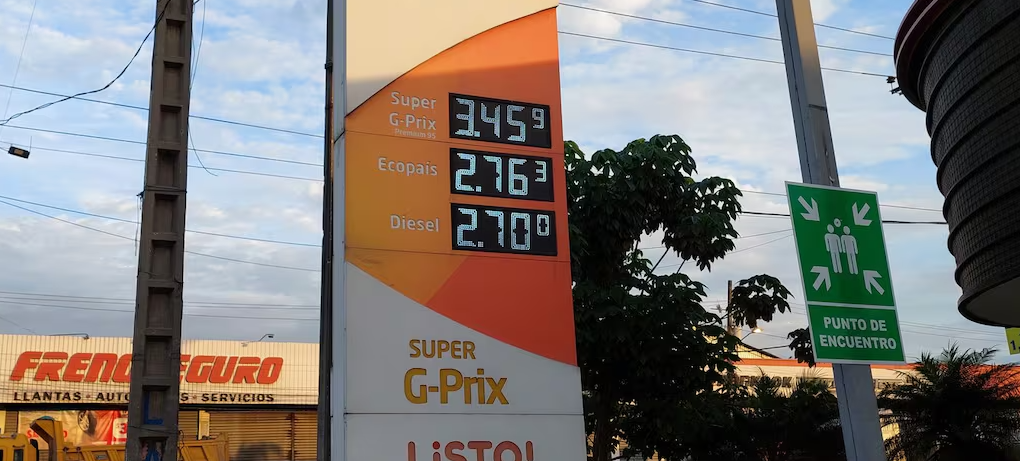 Super
G-Prix
Premium 95
3.459
Ecopais
2.763
Diesel
2.700
SUPER
G-Prix
LiSTO!
PUNTO DE
ENCUENTRO
LLANTAS
SERVICIOS